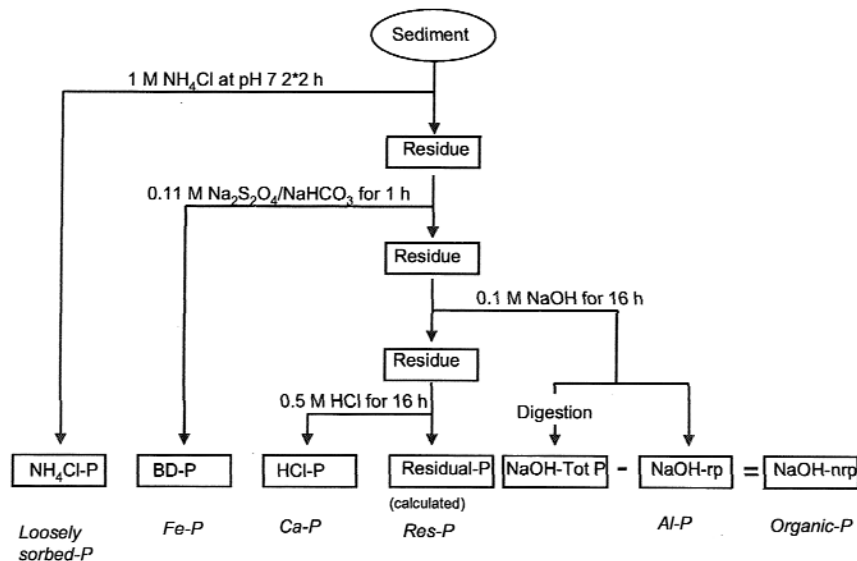 Sediment
1 M NH₄Cl at pH 7 2*2 h
Residue
0.11 M Na₂S₂O₄/NaHCO₃ for 1 h
Residue
0.1 M NaOH for 16 h
Residue
0.5 M HCl for 16 h
Digestion
NH₄Cl-P BD-P HCl-P Residual-P NaOH-Tot P - NaOH-rp = NaOH-nrp
(calculated)
Loosely sorbed-P Fe-P Ca-P Res-P Al-P Organic-P